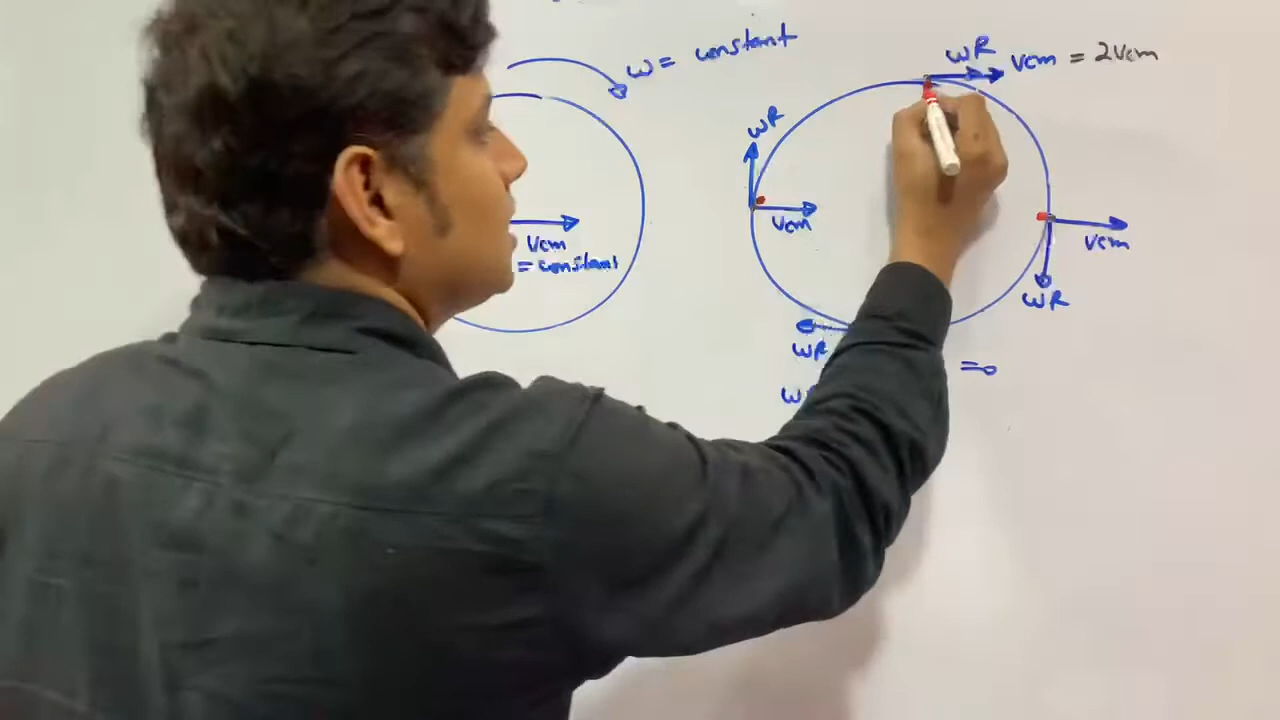 ω = constant
Vcm
= constant
ωR
Vcm = 2Vcm
ωR
Vcm
Vcm
ωR
ωR
= 0